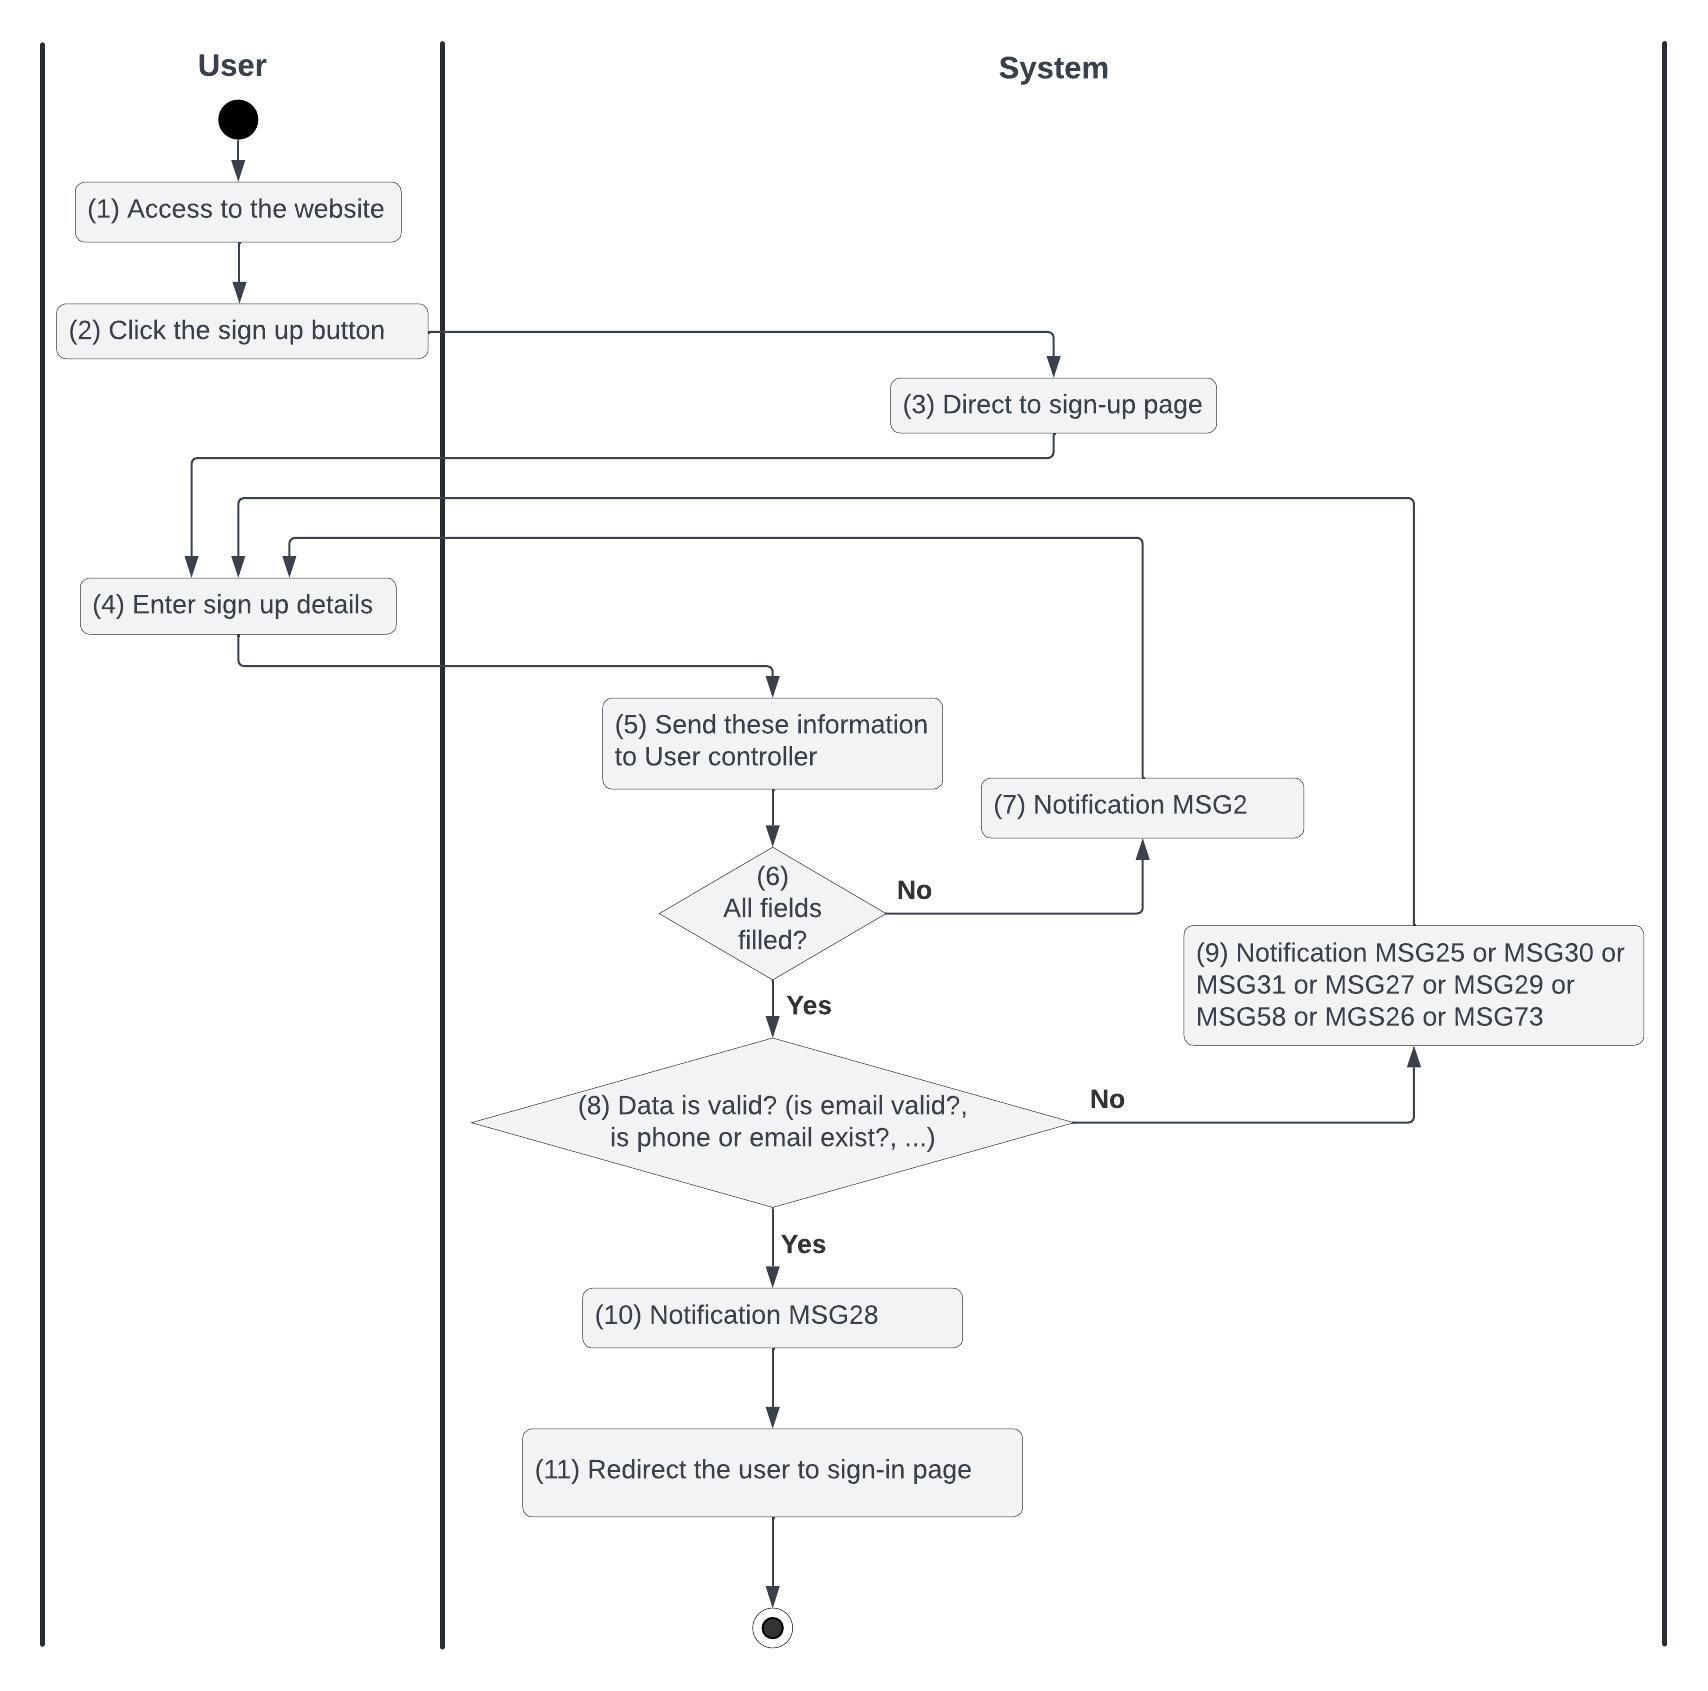 User
System
(1) Access to the website
(2) Click the sign up button
(3) Direct to sign-up page
(4) Enter sign up details
(5) Send these information
to User controller
(7) Notification MSG2
(6)
All fields
filled?
No
Yes
(9) Notification MSG25 or MSG30 or
MSG31 or MSG27 or MSG29 or
MSG58 or MGS26 or MSG73
(8) Data is valid? (is email valid?,
is phone or email exist?, ...)
No
Yes
(10) Notification MSG28
(11) Redirect the user to sign-in page